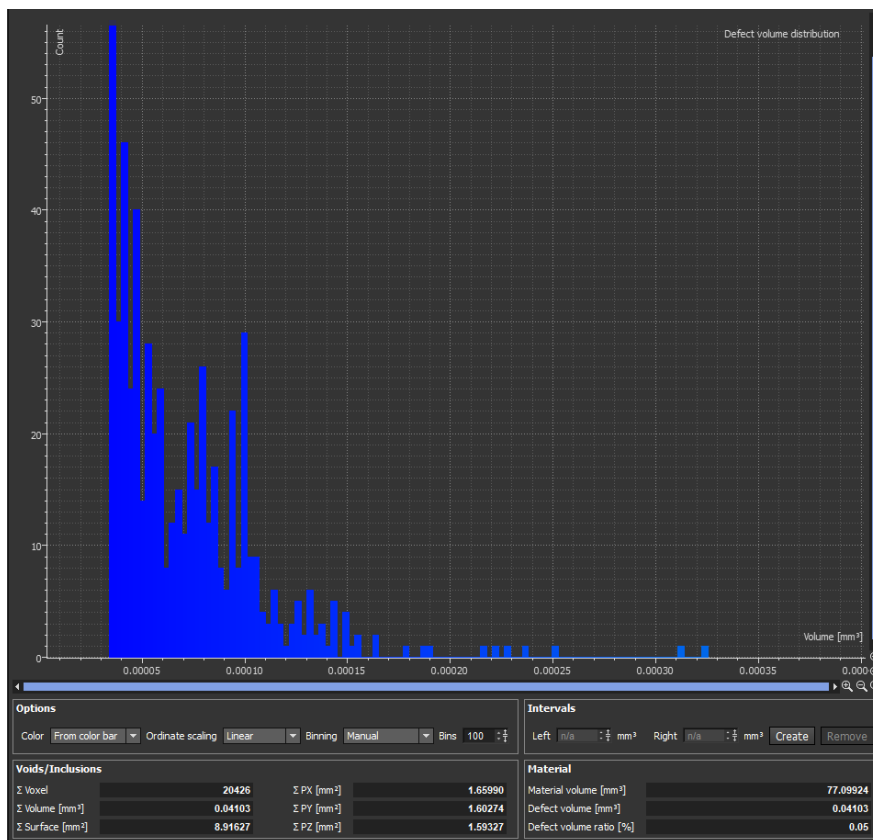 Count
Defect volume distribution
50
40
30
20
10
0
Volume [mm³]
0.00005 0.00010 0.00015 0.00020 0.00025 0.00030 0.00035
Options
Color From color bar Ordinate scaling Linear Binning Manual Bins 100
Intervals
Left n/a mm³ Right n/a mm³ Create Remove
Voids/Inclusions
Σ Voxel 20426 Σ PX [mm²] 1.65990
Σ Volume [mm³] 0.04103 Σ PY [mm²] 1.60274
Σ Surface [mm²] 8.91627 Σ PZ [mm²] 1.59327
Material
Material volume [mm³] 77.09924
Defect volume [mm³] 0.04103
Defect volume ratio [%] 0.05